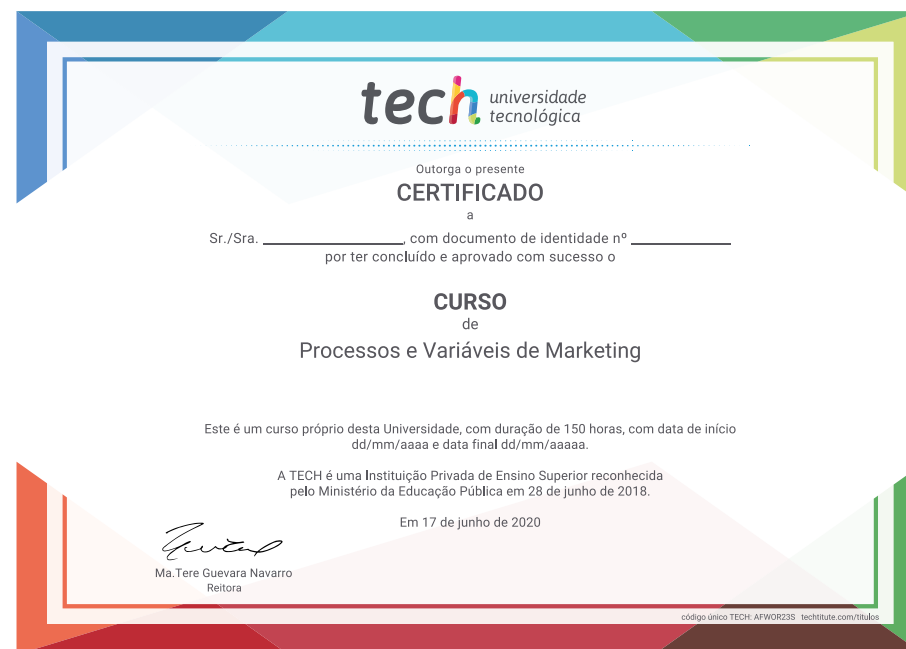 tech universidade
tecnológica
Outorga o presente
CERTIFICADO
a
Sr./Sra. ____________________, com documento de identidade nº ______________
por ter concluído e aprovado com sucesso o
CURSO
de
Processos e Variáveis de Marketing
Este é um curso próprio desta Universidade, com duração de 150 horas, com data de início
dd/mm/aaaa e data final dd/mm/aaaaa.
A TECH é uma Instituição Privada de Ensino Superior reconhecida
pelo Ministério da Educação Pública em 28 de junho de 2018.
Em 17 de junho de 2020
Ma.Tere Guevara Navarro
Reitora
código único TECH: AFWOR23S techtitute.com/titulos